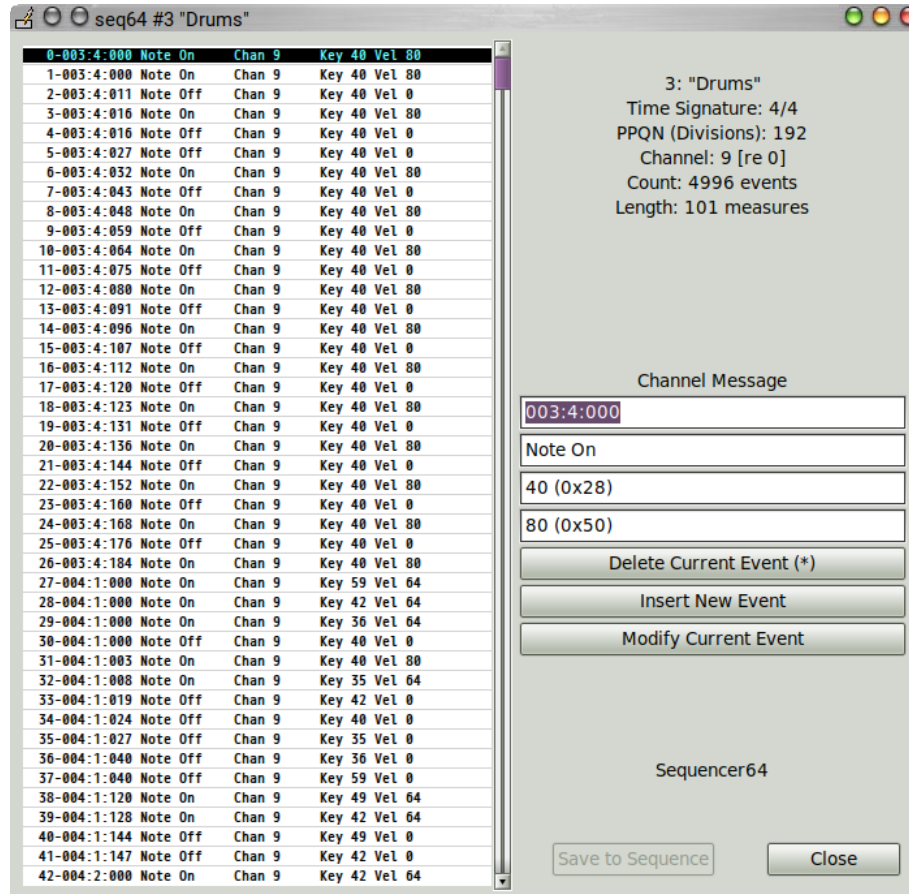 seq64 #3 "Drums"
0-003:4:000 Note On Chan 9 Key 40 Vel 80
1-003:4:000 Note On Chan 9 Key 40 Vel 80
2-003:4:011 Note Off Chan 9 Key 40 Vel 0
3-003:4:016 Note On Chan 9 Key 40 Vel 80
4-003:4:016 Note Off Chan 9 Key 40 Vel 0
5-003:4:027 Note Off Chan 9 Key 40 Vel 0
6-003:4:032 Note On Chan 9 Key 40 Vel 80
7-003:4:043 Note Off Chan 9 Key 40 Vel 0
8-003:4:048 Note On Chan 9 Key 40 Vel 80
9-003:4:059 Note Off Chan 9 Key 40 Vel 0
10-003:4:064 Note On Chan 9 Key 40 Vel 80
11-003:4:075 Note Off Chan 9 Key 40 Vel 0
12-003:4:080 Note On Chan 9 Key 40 Vel 80
13-003:4:091 Note Off Chan 9 Key 40 Vel 0
14-003:4:096 Note On Chan 9 Key 40 Vel 80
15-003:4:107 Note Off Chan 9 Key 40 Vel 0
16-003:4:112 Note On Chan 9 Key 40 Vel 80
17-003:4:120 Note Off Chan 9 Key 40 Vel 0
18-003:4:123 Note On Chan 9 Key 40 Vel 80
19-003:4:131 Note Off Chan 9 Key 40 Vel 0
20-003:4:136 Note On Chan 9 Key 40 Vel 80
21-003:4:144 Note Off Chan 9 Key 40 Vel 0
22-003:4:152 Note On Chan 9 Key 40 Vel 80
23-003:4:160 Note Off Chan 9 Key 40 Vel 0
24-003:4:168 Note On Chan 9 Key 40 Vel 80
25-003:4:176 Note Off Chan 9 Key 40 Vel 0
26-003:4:184 Note On Chan 9 Key 40 Vel 80
27-004:1:000 Note On Chan 9 Key 59 Vel 64
28-004:1:000 Note On Chan 9 Key 42 Vel 64
29-004:1:000 Note On Chan 9 Key 36 Vel 64
30-004:1:000 Note Off Chan 9 Key 40 Vel 0
31-004:1:003 Note On Chan 9 Key 40 Vel 80
32-004:1:008 Note On Chan 9 Key 35 Vel 64
33-004:1:019 Note Off Chan 9 Key 42 Vel 0
34-004:1:024 Note Off Chan 9 Key 40 Vel 0
35-004:1:027 Note Off Chan 9 Key 35 Vel 0
36-004:1:040 Note Off Chan 9 Key 36 Vel 0
37-004:1:040 Note Off Chan 9 Key 59 Vel 0
38-004:1:120 Note On Chan 9 Key 49 Vel 64
39-004:1:128 Note On Chan 9 Key 42 Vel 64
40-004:1:144 Note Off Chan 9 Key 49 Vel 0
41-004:1:147 Note Off Chan 9 Key 42 Vel 0
42-004:2:000 Note On Chan 9 Key 42 Vel 64
3: "Drums"
Time Signature: 4/4
PPQN (Divisions): 192
Channel: 9 [re 0]
Count: 4996 events
Length: 101 measures
Channel Message
003:4:000
Note On
40 (0x28)
80 (0x50)
Delete Current Event (*)
Insert New Event
Modify Current Event
Sequencer64
Save to Sequence
Close